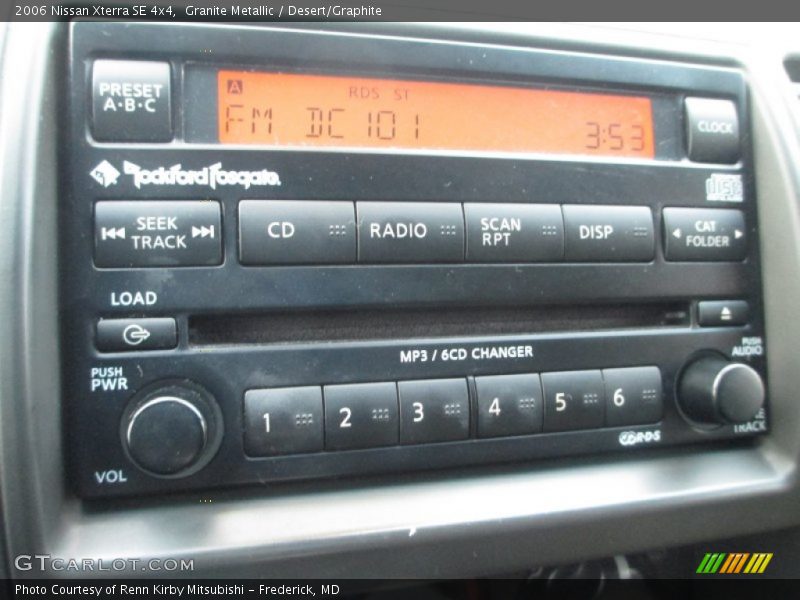 2006 Nissan Xterra SE 4x4, Granite Metallic / Desert/Graphite
PRESET
A·B·C
A RDS ST
FM DC101 3:53
CLOCK
Rockford Fosgate
disc
SEEK
TRACK
CD
RADIO
SCAN
RPT
DISP
CAT
FOLDER
LOAD
MP3 / 6CD CHANGER
PUSH
PWR
PUSH
AUDIO
1 2 3 4 5 6
TRACK
RDS
VOL
GTCARLOT.COM
Photo Courtesy of Renn Kirby Mitsubishi – Frederick, MD